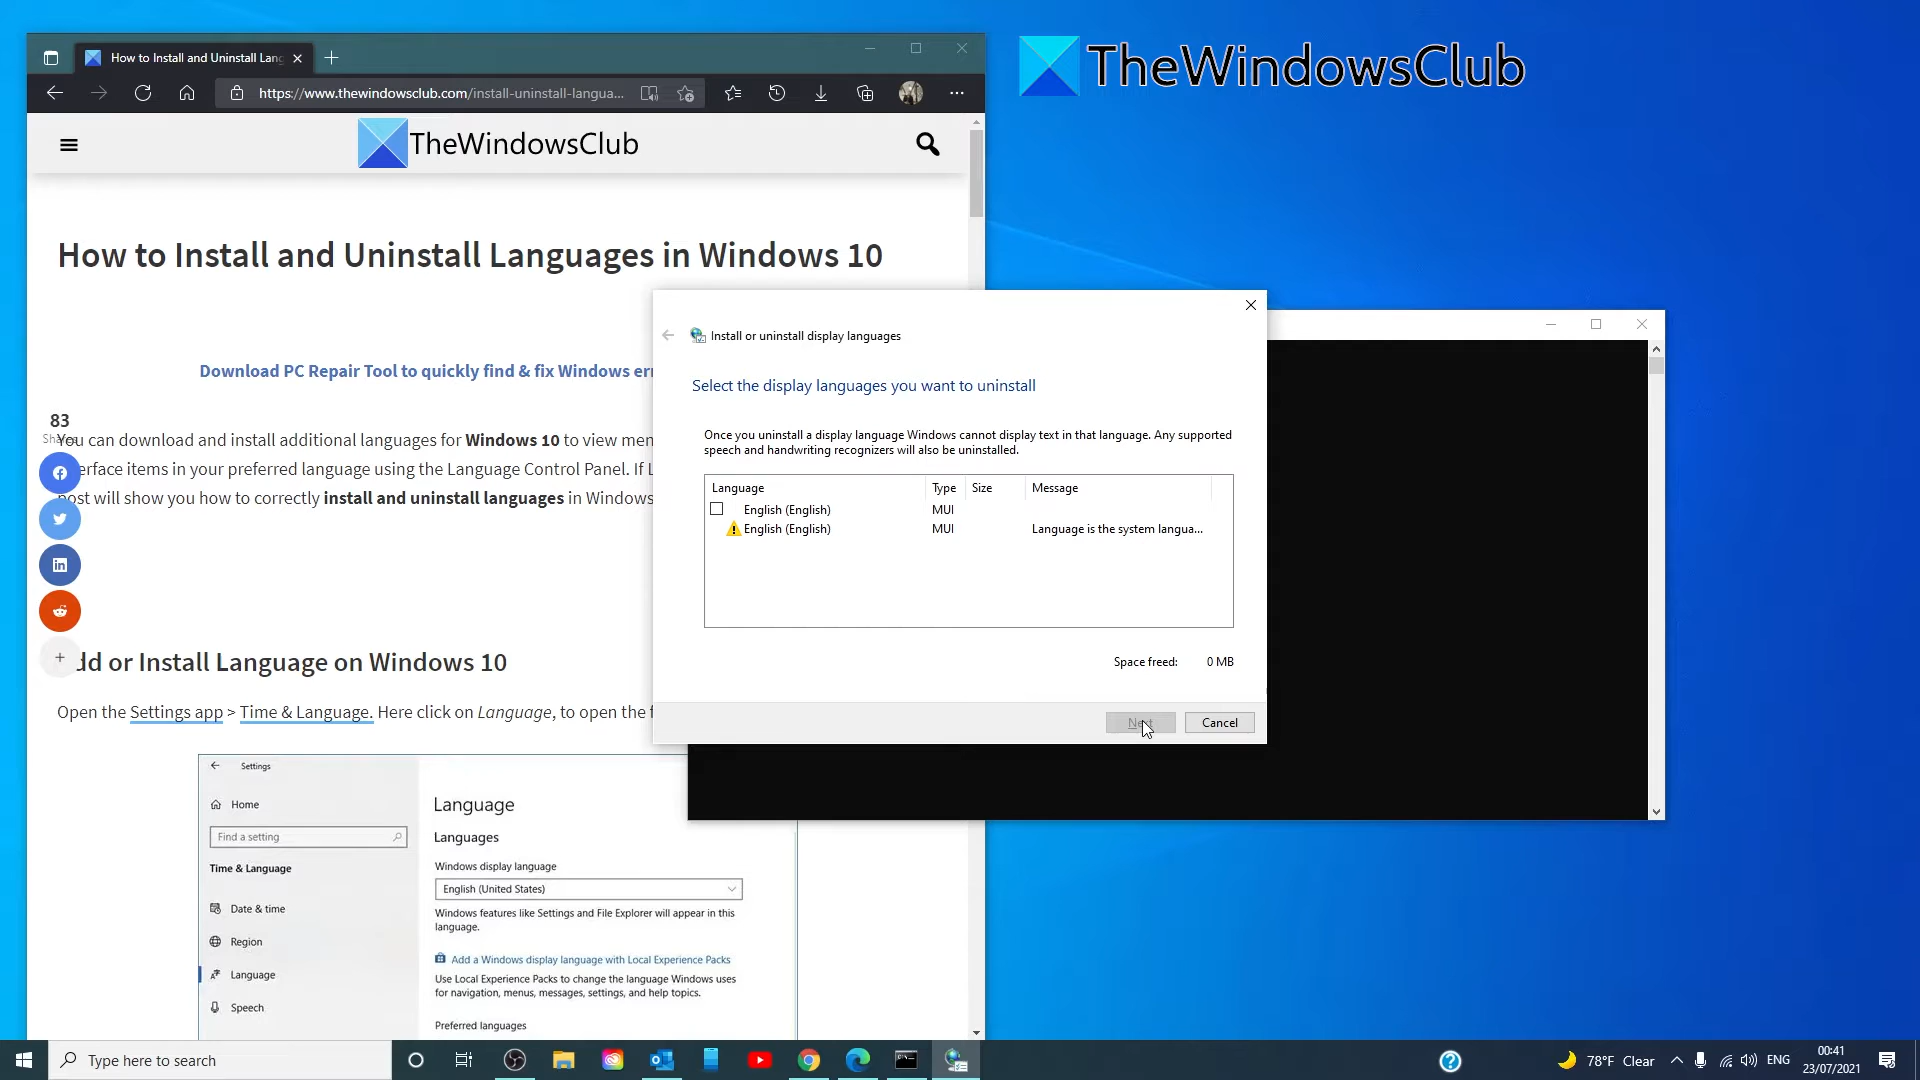 TheWindowsClub
How to Install and Uninstall Lang
https://www.thewindowsclub.com/install-uninstall-langua...
TheWindowsClub
How to Install and Uninstall Languages in Windows 10
Download PC Repair Tool to quickly find & fix Windows
83
You can download and install additional languages for Windows 10 to view
erface items in your preferred language using the Language Control Panel. If
post will show you how to correctly install and uninstall languages in Windows
Add or Install Language on Windows 10
Open the Settings app > Time & Language. Here click on Language, to open the
Settings
Home
Find a setting
Time & Language
Date & time
Region
Language
Speech
Language
Languages
Windows display language
English (United States)
Windows features like Settings and File Explorer will appear in this
language.
Add a Windows display language with Local Experience Packs
Use Local Experience Packs to change the language Windows uses
for navigation, menus, messages, settings, and help topics.
Preferred languages
Install or uninstall display languages
Select the display languages you want to uninstall
Once you uninstall a display language Windows cannot display text in that language. Any supported
speech and handwriting recognizers will also be uninstalled.
Language Type Size Message
English (English) MUI
English (English) MUI Language is the system langua...
Space freed: 0 MB
Next Cancel
Type here to search
78°F Clear
ENG
00:41
23/07/2021